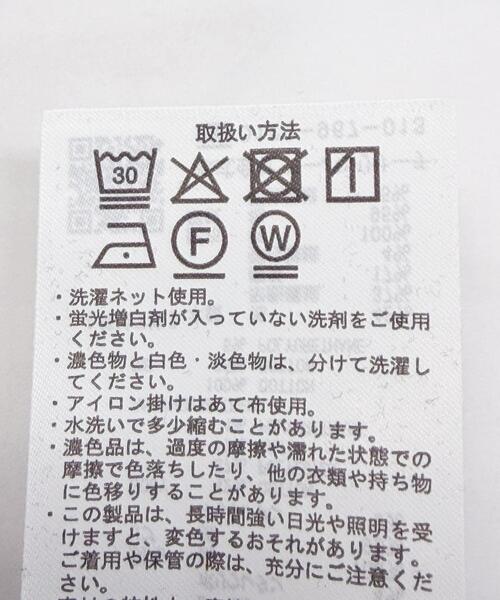 取扱い方法
30
F W
・洗濯ネット使用。
・蛍光増白剤が入っていない洗剤をご使用
ください。
・濃色物と白色・淡色物は、分けて洗濯し
てください。
・アイロン掛けはあて布使用。
・水洗いで多少縮むことがあります。
・濃色品は、過度の摩擦や濡れた状態での
摩擦で色落ちしたり、他の衣類や持ち物
に色移りすることがあります。
・この製品は、長時間強い日光や照明を受
けますと、変色するおそれがあります。
ご着用や保管の際は、充分にご注意くだ
さい。